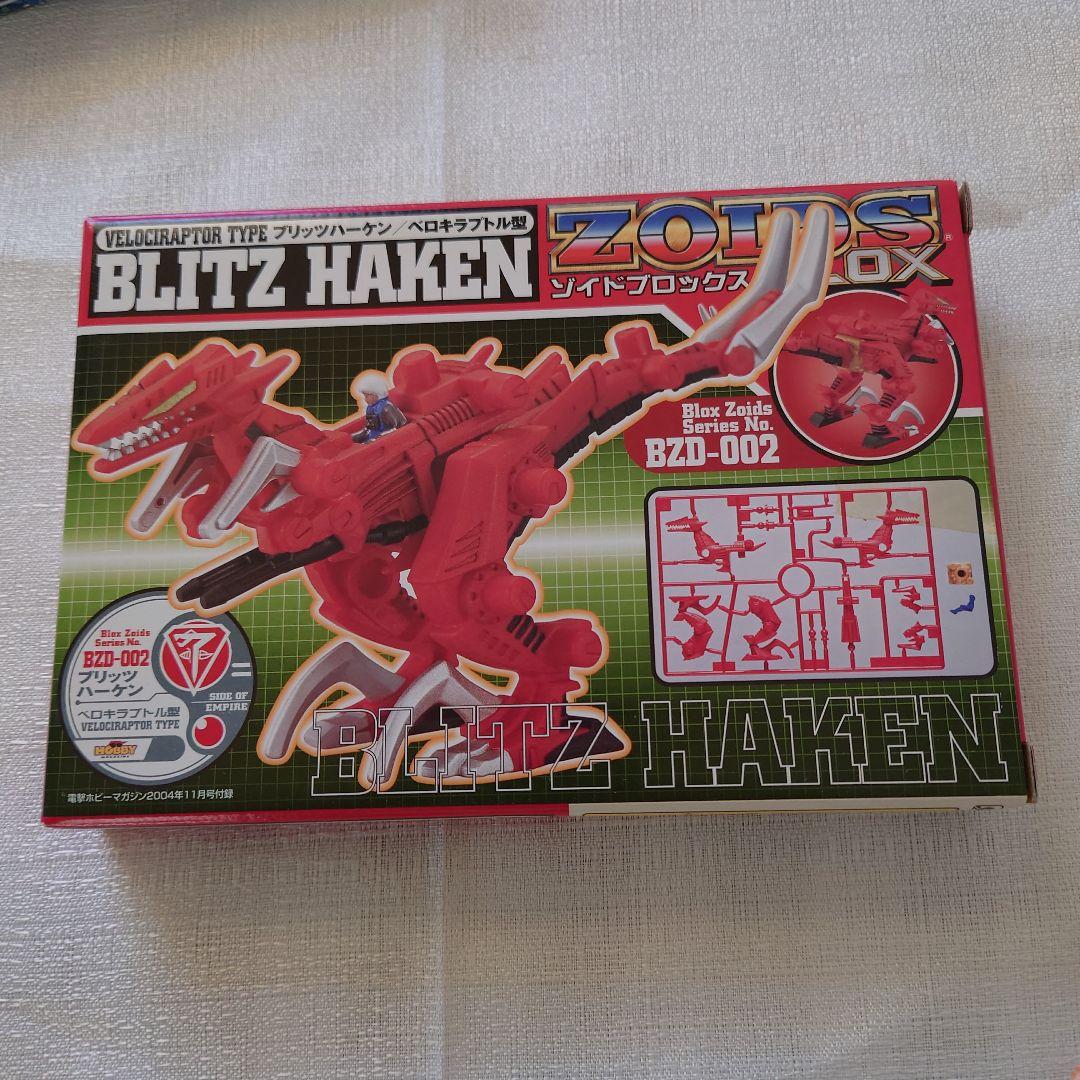 VELOCIRAPTOR TYPE ブリッツハーケン/ベロキラプトル型
BLITZ HAKEN
ZOIDS
®
LOX
ゾイドブロックス
Blox Zoids
Series No.
BZD-002
Blox Zoids
Series No.
BZD-002
ブリッツ
ハーケン
SIDE OF
EMPIRE
ベロキラプトル型
VELOCIRAPTOR TYPE
HOBBY
MAGAZINE
BLITZ HAKEN
電撃ホビーマガジン2004年11月号付録